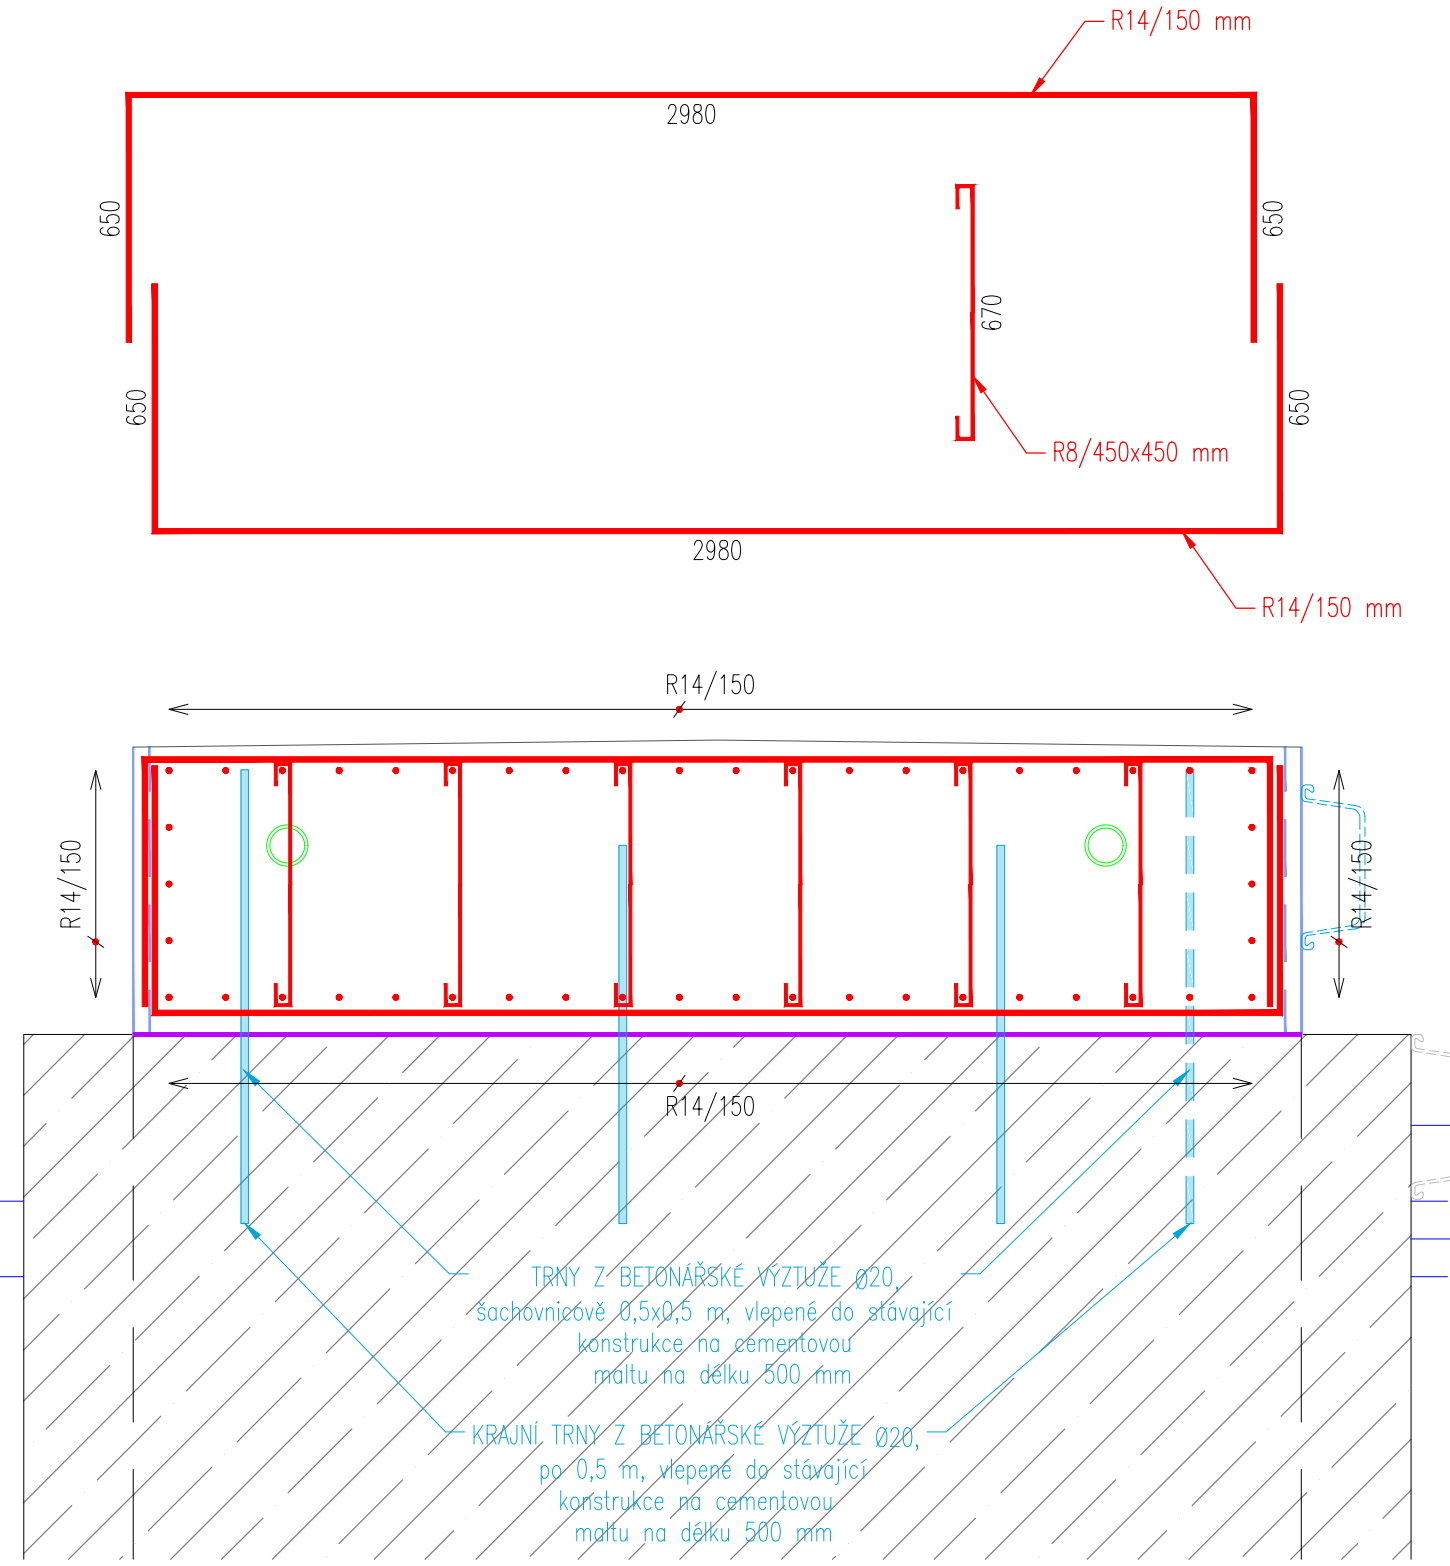 R14/150 mm
2980
650
650
670
650
650
R8/450x450 mm
2980
R14/150 mm
R14/150
R14/150
R14/150
R14/150
TRNY Z BETONÁŘSKÉ VÝZTUŽE Ø20,
šachovnicově 0,5x0,5 m, vlepené do stávající
konstrukce na cementovou
maltu na délku 500 mm
KRAJNÍ TRNY Z BETONÁŘSKÉ VÝZTUŽE Ø20,
po 0,5 m, vlepené do stávající
konstrukce na cementovou
maltu na délku 500 mm